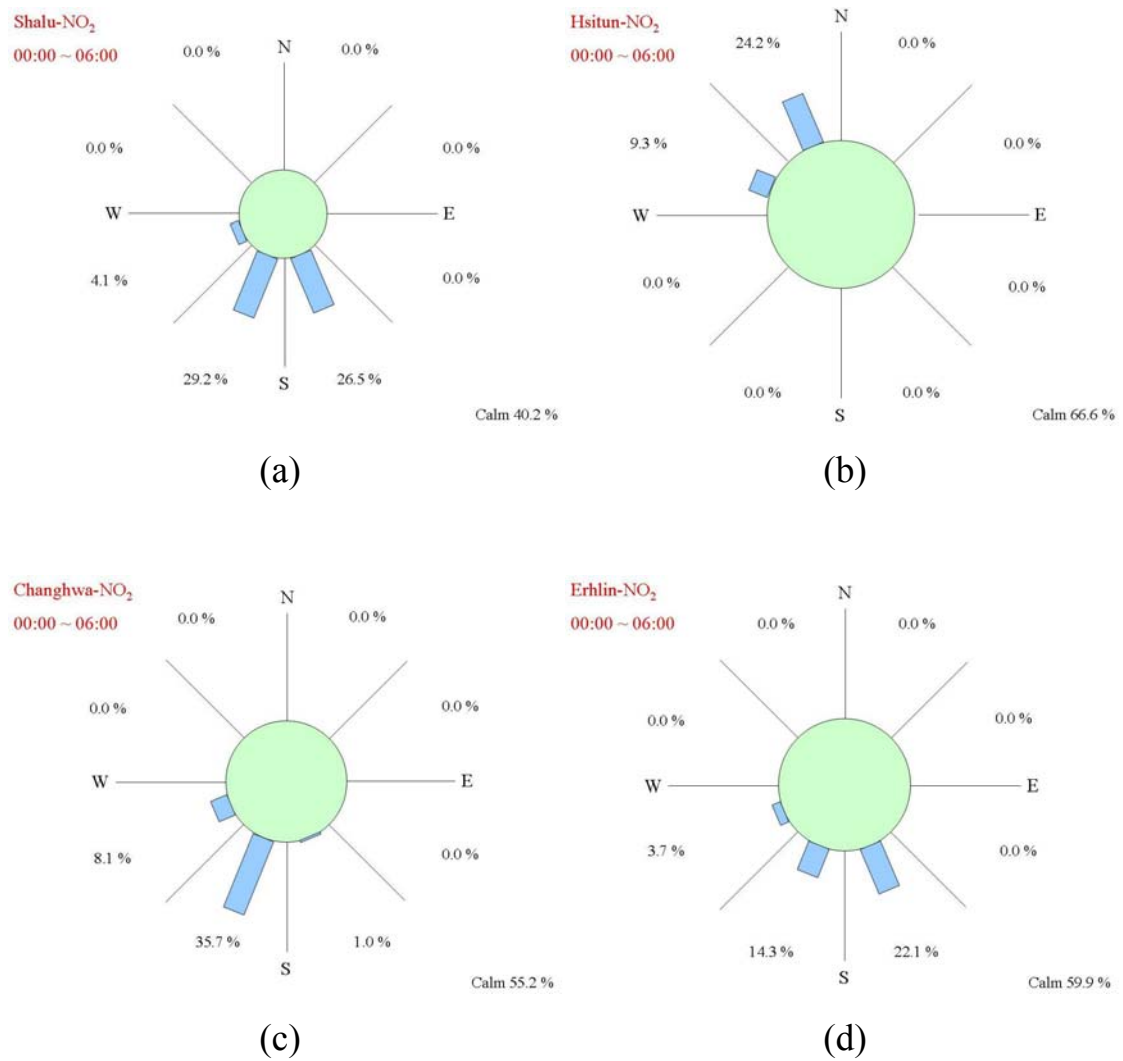 Shalu-NO₂
00:00 ~ 06:00
0.0 %
N
0.0 %
0.0 %
0.0 %
W
E
4.1 %
0.0 %
29.2 %
S
26.5 %
Calm 40.2 %
(a)
Hsitun-NO₂
00:00 ~ 06:00
24.2 %
N
0.0 %
9.3 %
0.0 %
W
E
0.0 %
0.0 %
0.0 %
S
0.0 %
Calm 66.6 %
(b)
Changhwa-NO₂
00:00 ~ 06:00
0.0 %
N
0.0 %
0.0 %
0.0 %
W
E
8.1 %
0.0 %
35.7 %
S
1.0 %
Calm 55.2 %
(c)
Erhlin-NO₂
00:00 ~ 06:00
0.0 %
N
0.0 %
0.0 %
0.0 %
W
E
3.7 %
0.0 %
14.3 %
S
22.1 %
Calm 59.9 %
(d)